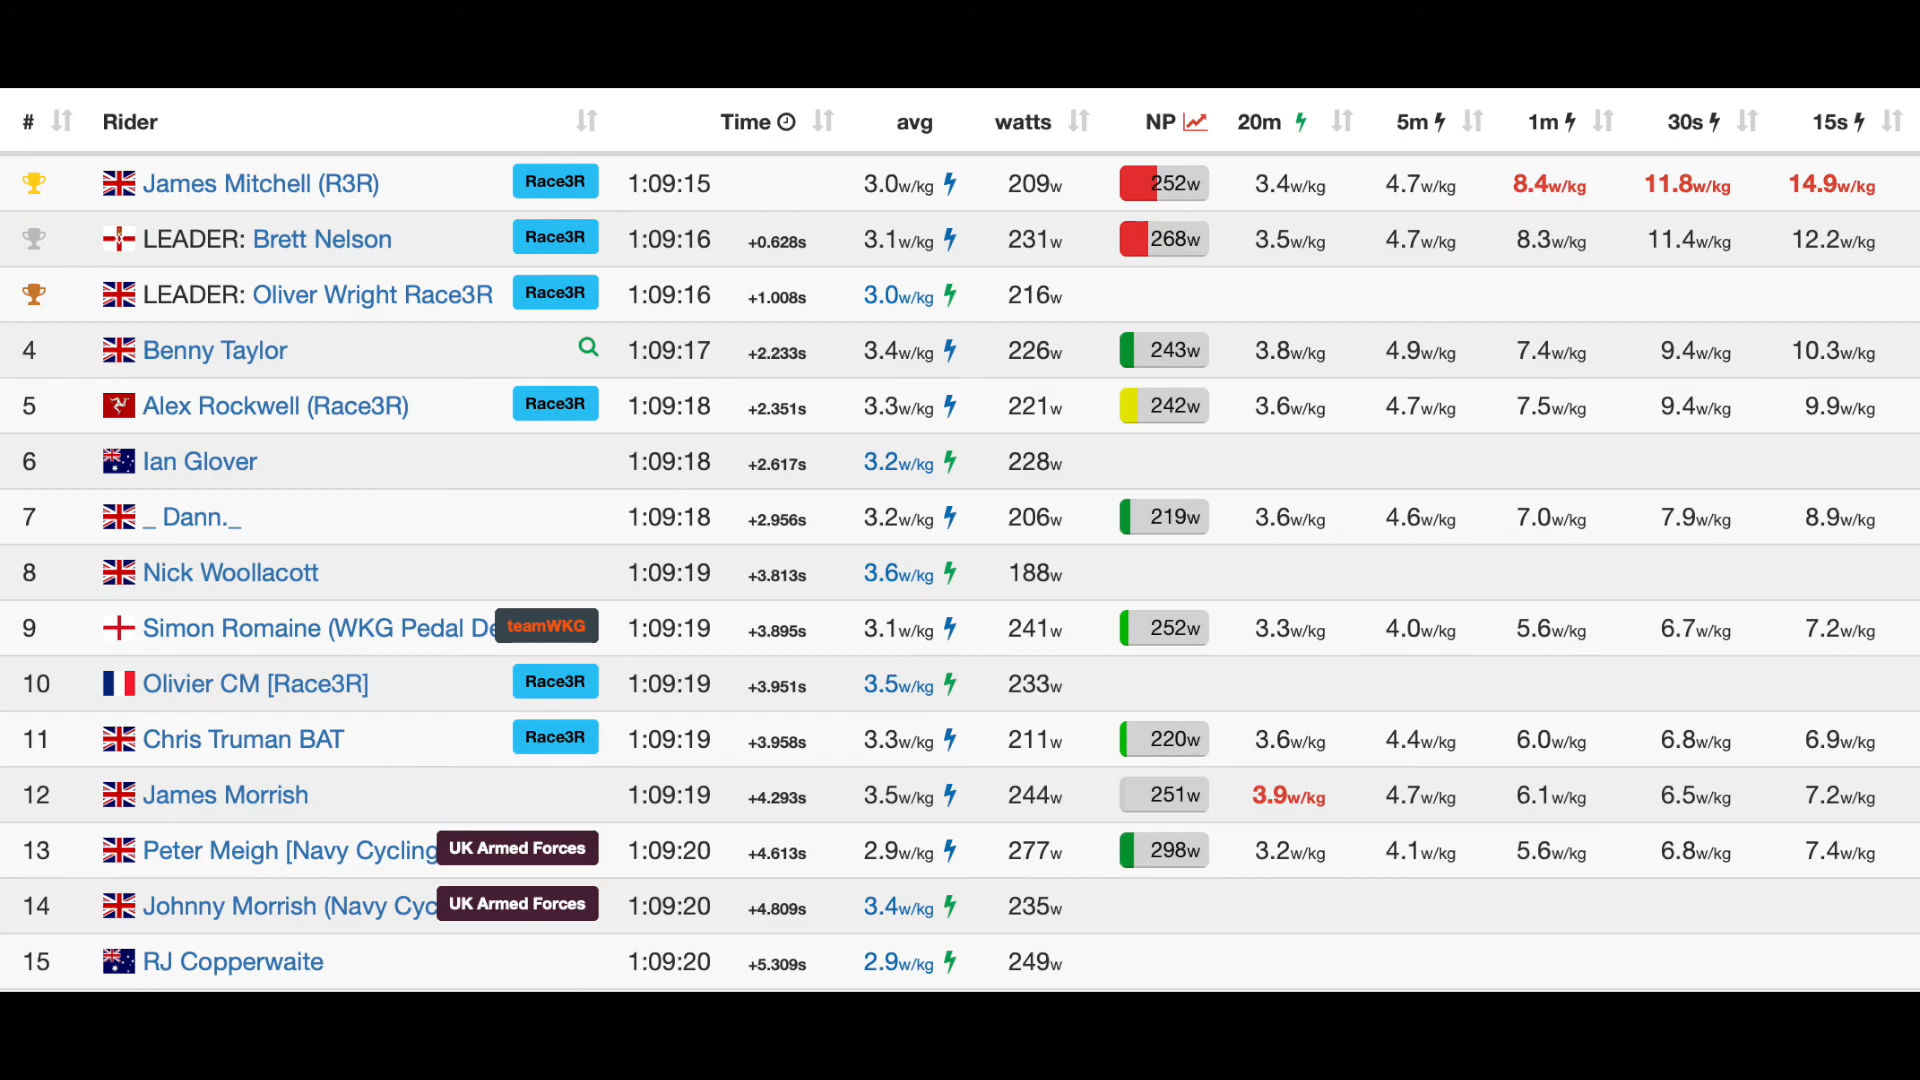 # Rider Time avg watts NP 20m 5m 1m 30s 15s
James Mitchell (R3R) Race3R 1:09:15 3.0w/kg 209w 252w 3.4w/kg 4.7w/kg 8.4w/kg 11.8w/kg 14.9w/kg
LEADER: Brett Nelson Race3R 1:09:16 +0.628s 3.1w/kg 231w 268w 3.5w/kg 4.7w/kg 8.3w/kg 11.4w/kg 12.2w/kg
LEADER: Oliver Wright Race3R Race3R 1:09:16 +1.008s 3.0w/kg 216w
4 Benny Taylor 1:09:17 +2.233s 3.4w/kg 226w 243w 3.8w/kg 4.9w/kg 7.4w/kg 9.4w/kg 10.3w/kg
5 Alex Rockwell (Race3R) Race3R 1:09:18 +2.351s 3.3w/kg 221w 242w 3.6w/kg 4.7w/kg 7.5w/kg 9.4w/kg 9.9w/kg
6 Ian Glover 1:09:18 +2.617s 3.2w/kg 228w
7 _ Dann._ 1:09:18 +2.956s 3.2w/kg 206w 219w 3.6w/kg 4.6w/kg 7.0w/kg 7.9w/kg 8.9w/kg
8 Nick Woollacott 1:09:19 +3.813s 3.6w/kg 188w
9 Simon Romaine (WKG Pedal De teamWKG 1:09:19 +3.895s 3.1w/kg 241w 252w 3.3w/kg 4.0w/kg 5.6w/kg 6.7w/kg 7.2w/kg
10 Olivier CM [Race3R] Race3R 1:09:19 +3.951s 3.5w/kg 233w
11 Chris Truman BAT Race3R 1:09:19 +3.958s 3.3w/kg 211w 220w 3.6w/kg 4.4w/kg 6.0w/kg 6.8w/kg 6.9w/kg
12 James Morrish 1:09:19 +4.293s 3.5w/kg 244w 251w 3.9w/kg 4.7w/kg 6.1w/kg 6.5w/kg 7.2w/kg
13 Peter Meigh [Navy Cycling UK Armed Forces 1:09:20 +4.613s 2.9w/kg 277w 298w 3.2w/kg 4.1w/kg 5.6w/kg 6.8w/kg 7.4w/kg
14 Johnny Morrish (Navy Cyc UK Armed Forces 1:09:20 +4.809s 3.4w/kg 235w
15 RJ Copperwaite 1:09:20 +5.309s 2.9w/kg 249w